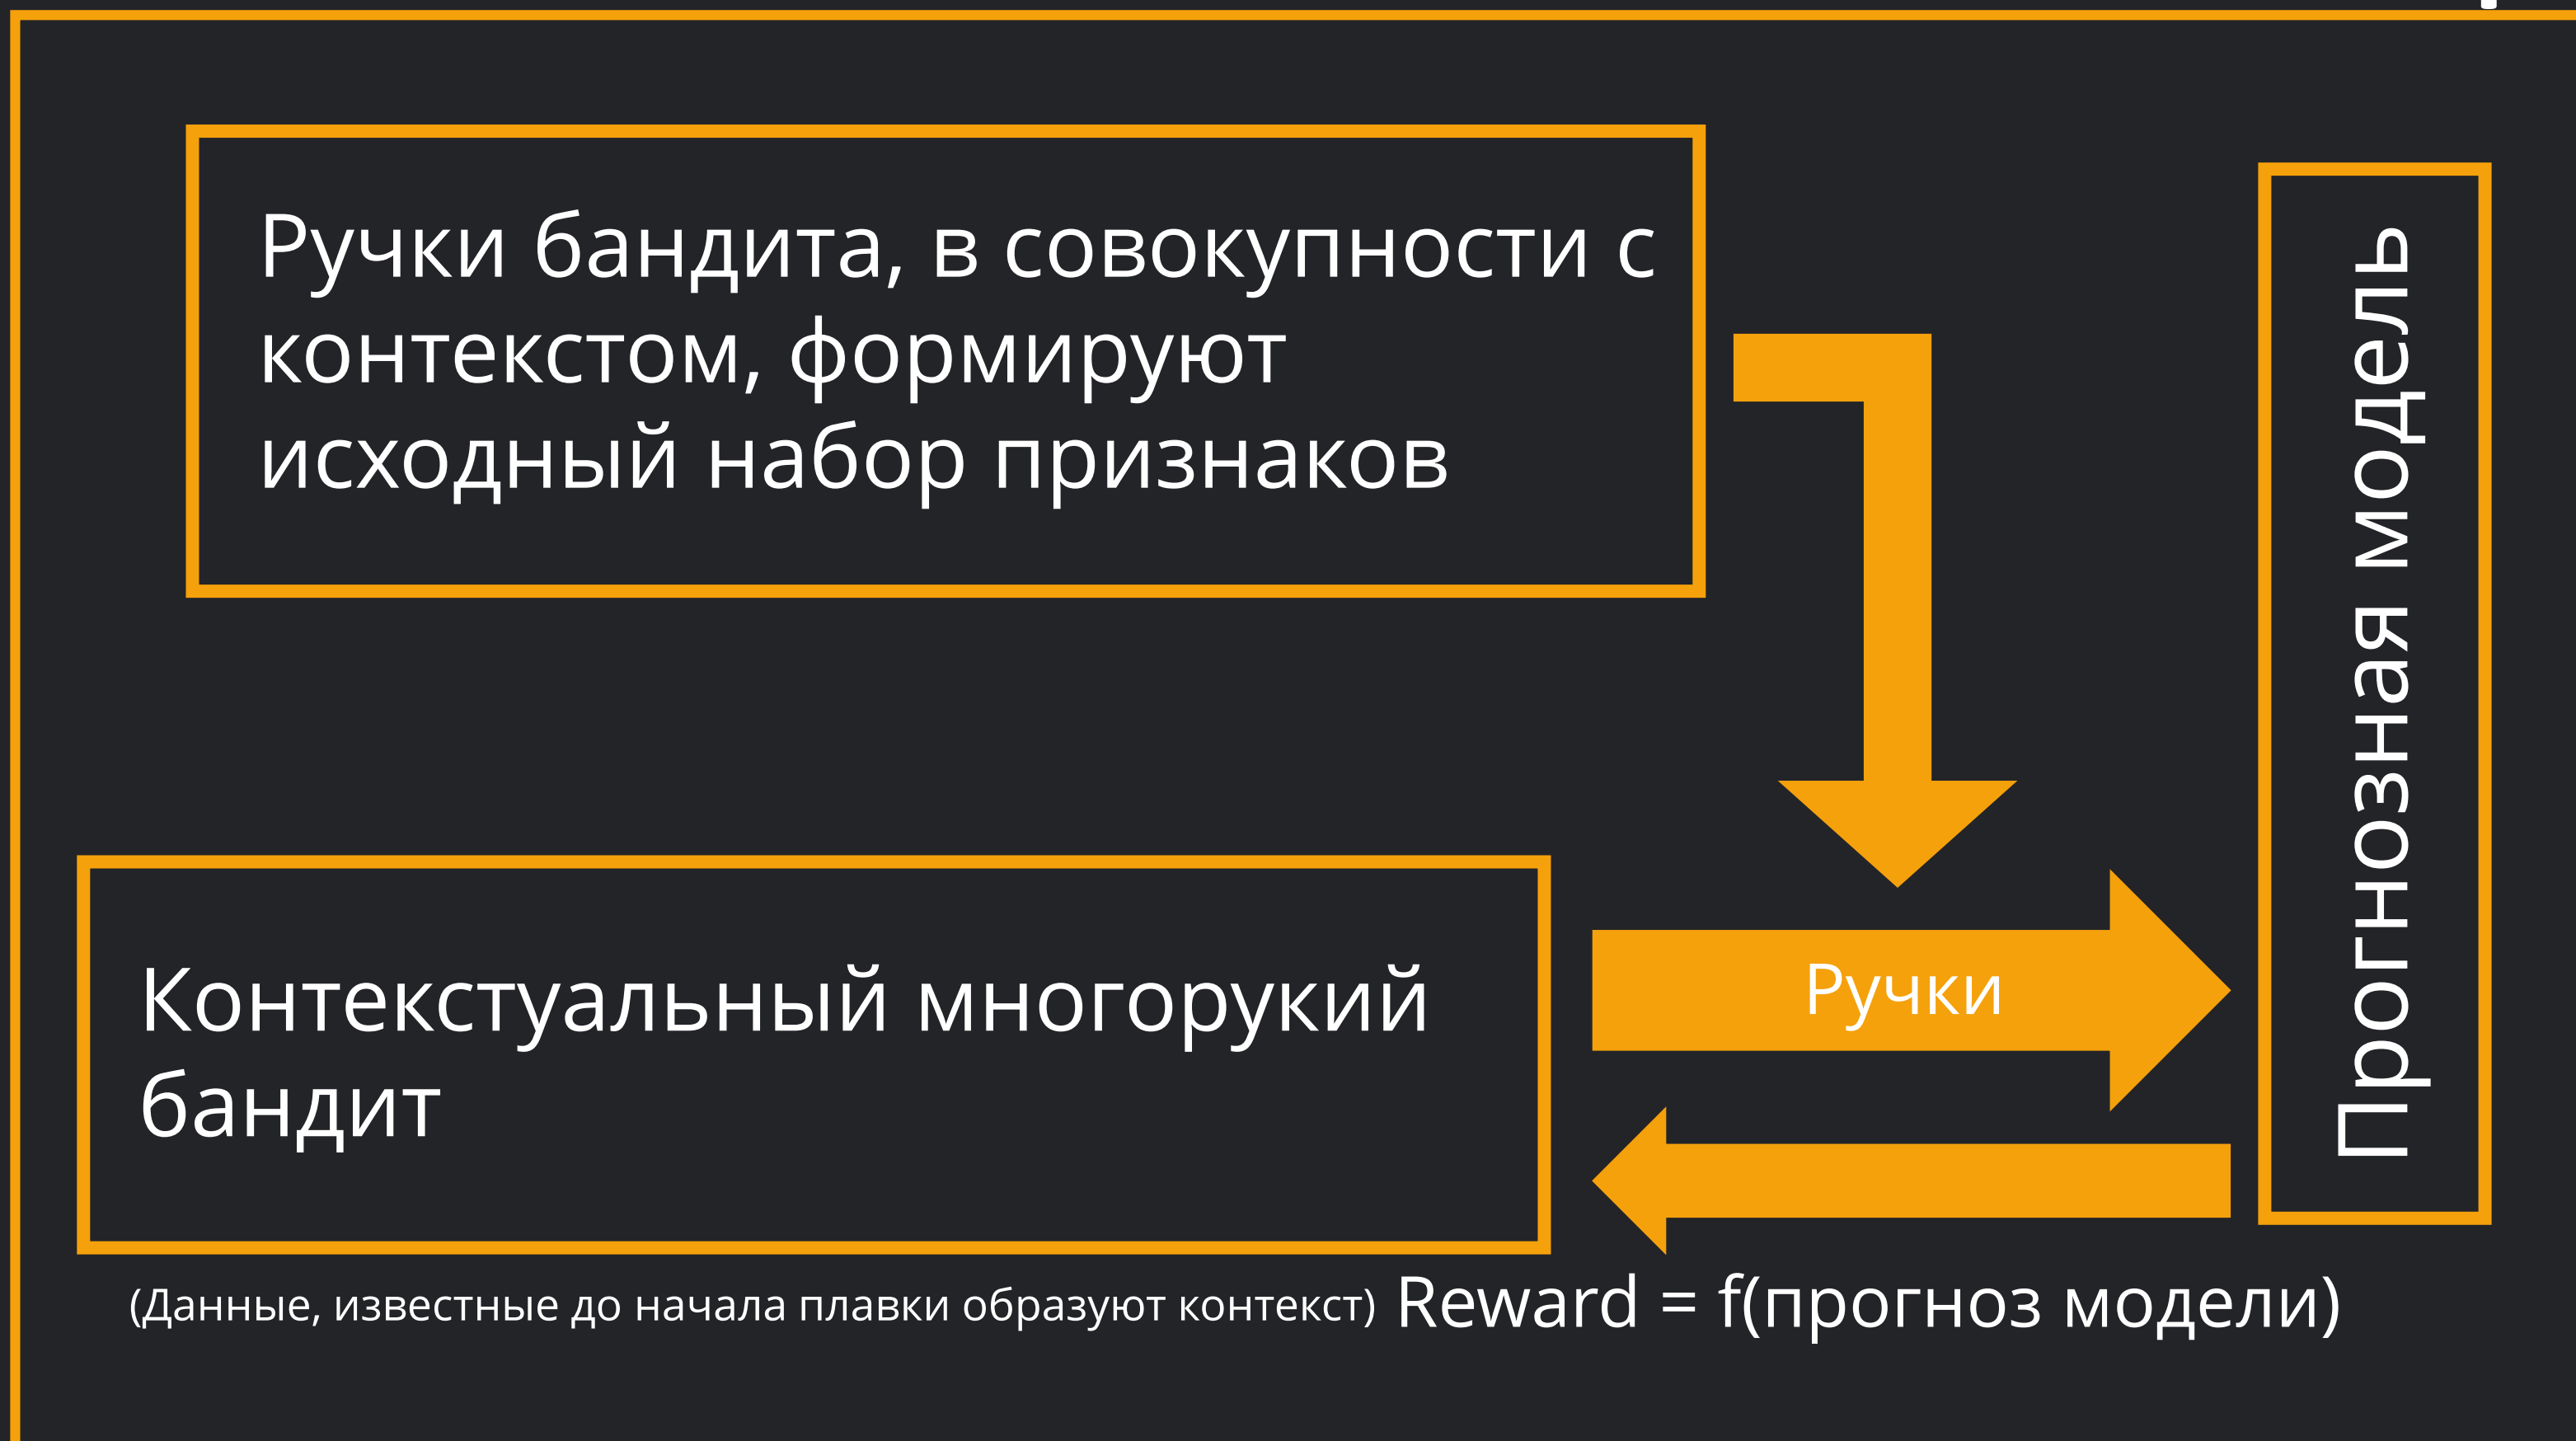 Ручки бандита, в совокупности с
контекстом, формируют
исходный набор признаков
Прогнозная модель
Контекстуальный многорукий
бандит
Ручки
(Данные, известные до начала плавки образуют контекст)
Reward = f(прогноз модели)